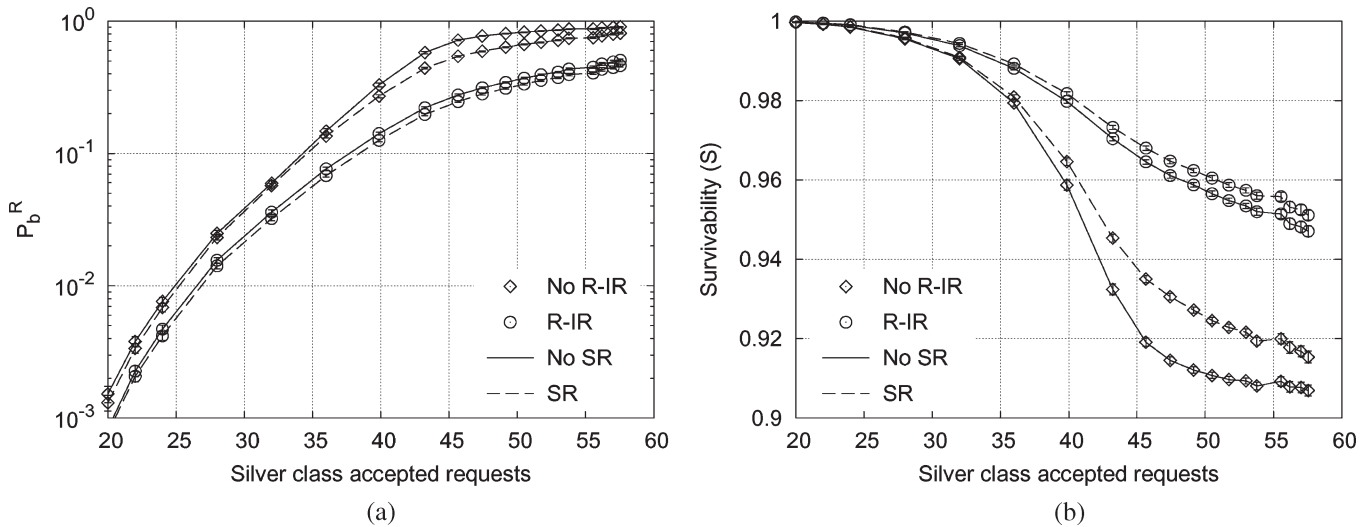 10^0
10^-1
10^-2
10^-3
P_b^R
No R-IR
R-IR
No SR
SR
20 25 30 35 40 45 50 55 60
Silver class accepted requests
(a)
1
0.98
0.96
0.94
0.92
0.9
Survivability (S)
No R-IR
R-IR
No SR
SR
20 25 30 35 40 45 50 55 60
Silver class accepted requests
(b)